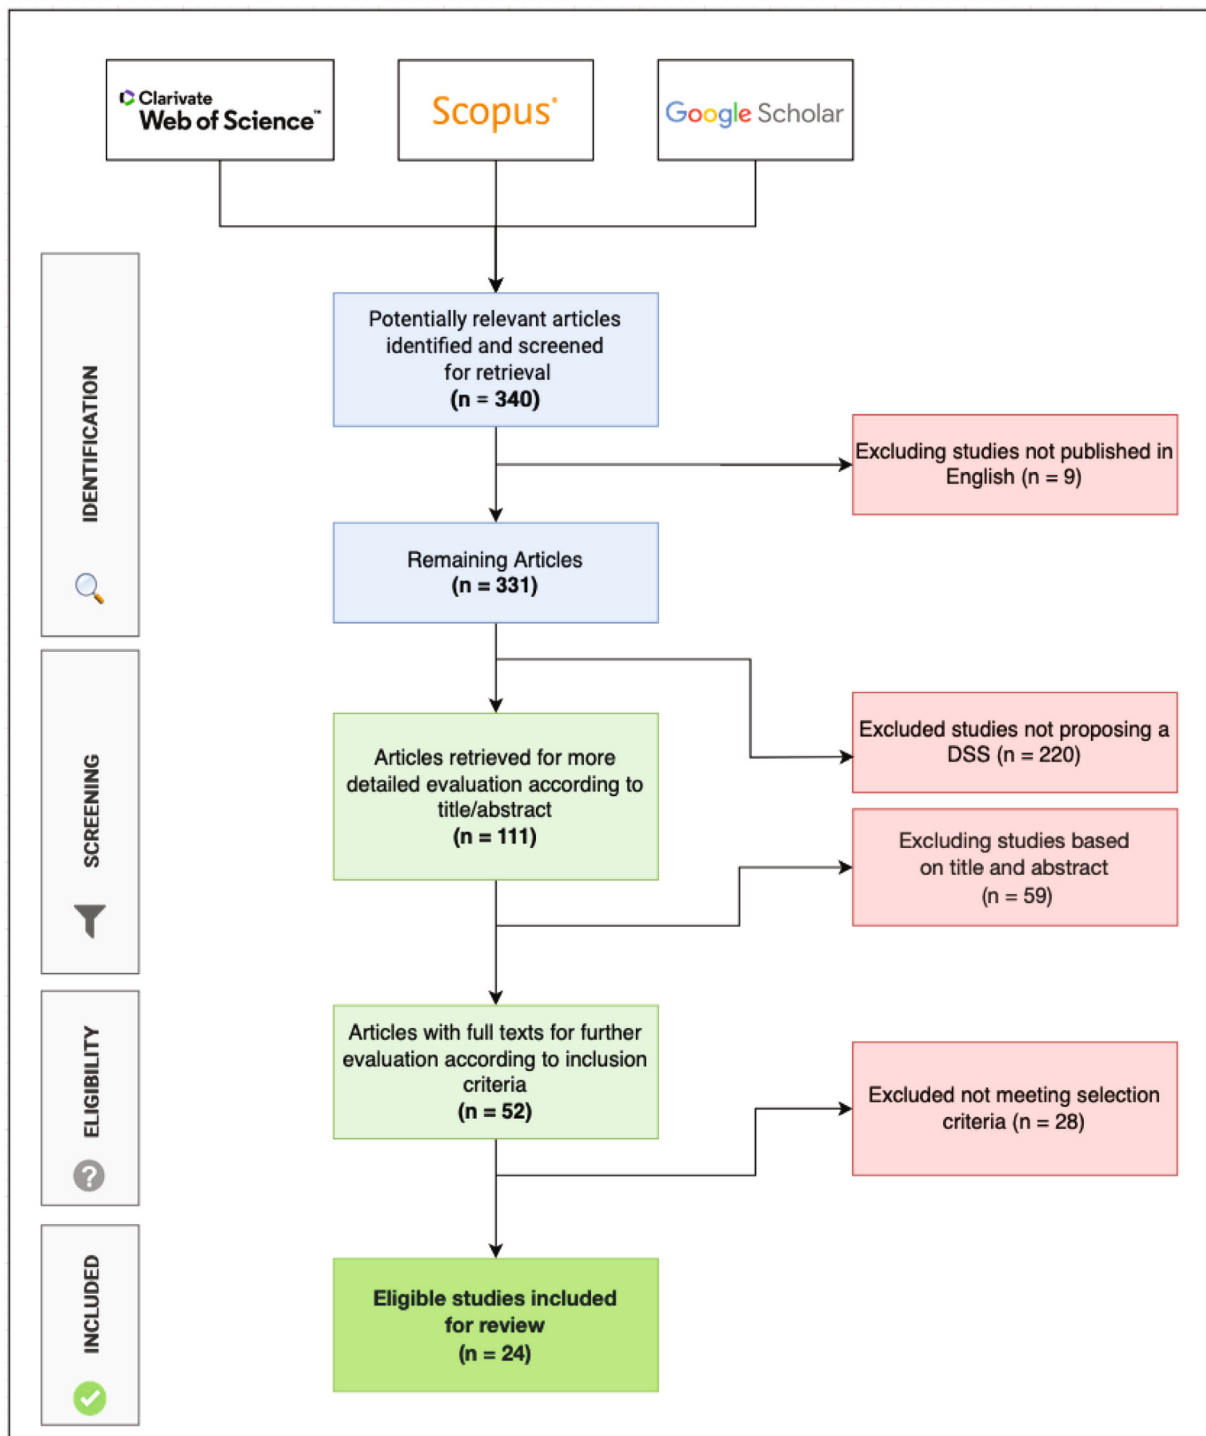 Clarivate
Web of Science™
Scopus®
Google Scholar
IDENTIFICATION
Potentially relevant articles
identified and screened
for retrieval
(n = 340)
Excluding studies not published in
English (n = 9)
Remaining Articles
(n = 331)
SCREENING
Excluded studies not proposing a
DSS (n = 220)
Articles retrieved for more
detailed evaluation according to
title/abstract
(n = 111)
Excluding studies based
on title and abstract
(n = 59)
ELIGIBILITY
Articles with full texts for further
evaluation according to inclusion
criteria
(n = 52)
Excluded not meeting selection
criteria (n = 28)
INCLUDED
Eligible studies included
for review
(n = 24)